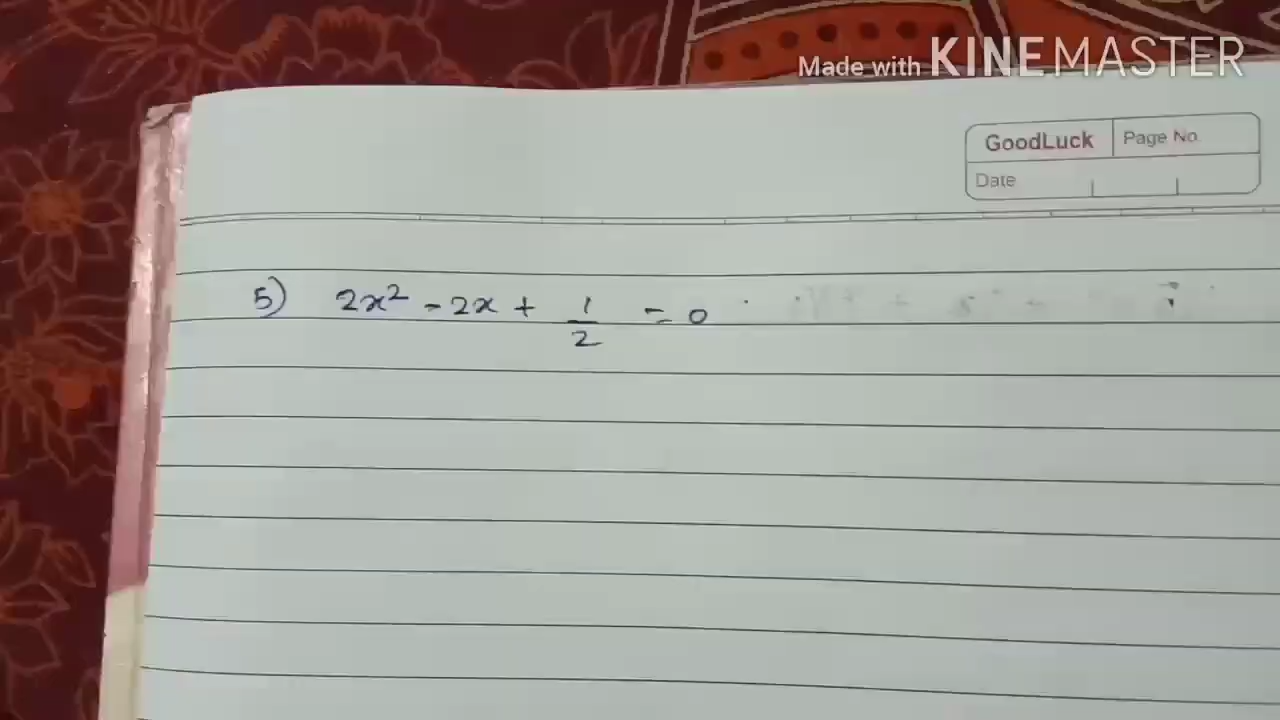 Made with KINEMASTER
GoodLuck Page No.
Date
5) 2x² - 2x + 1/2 = 0